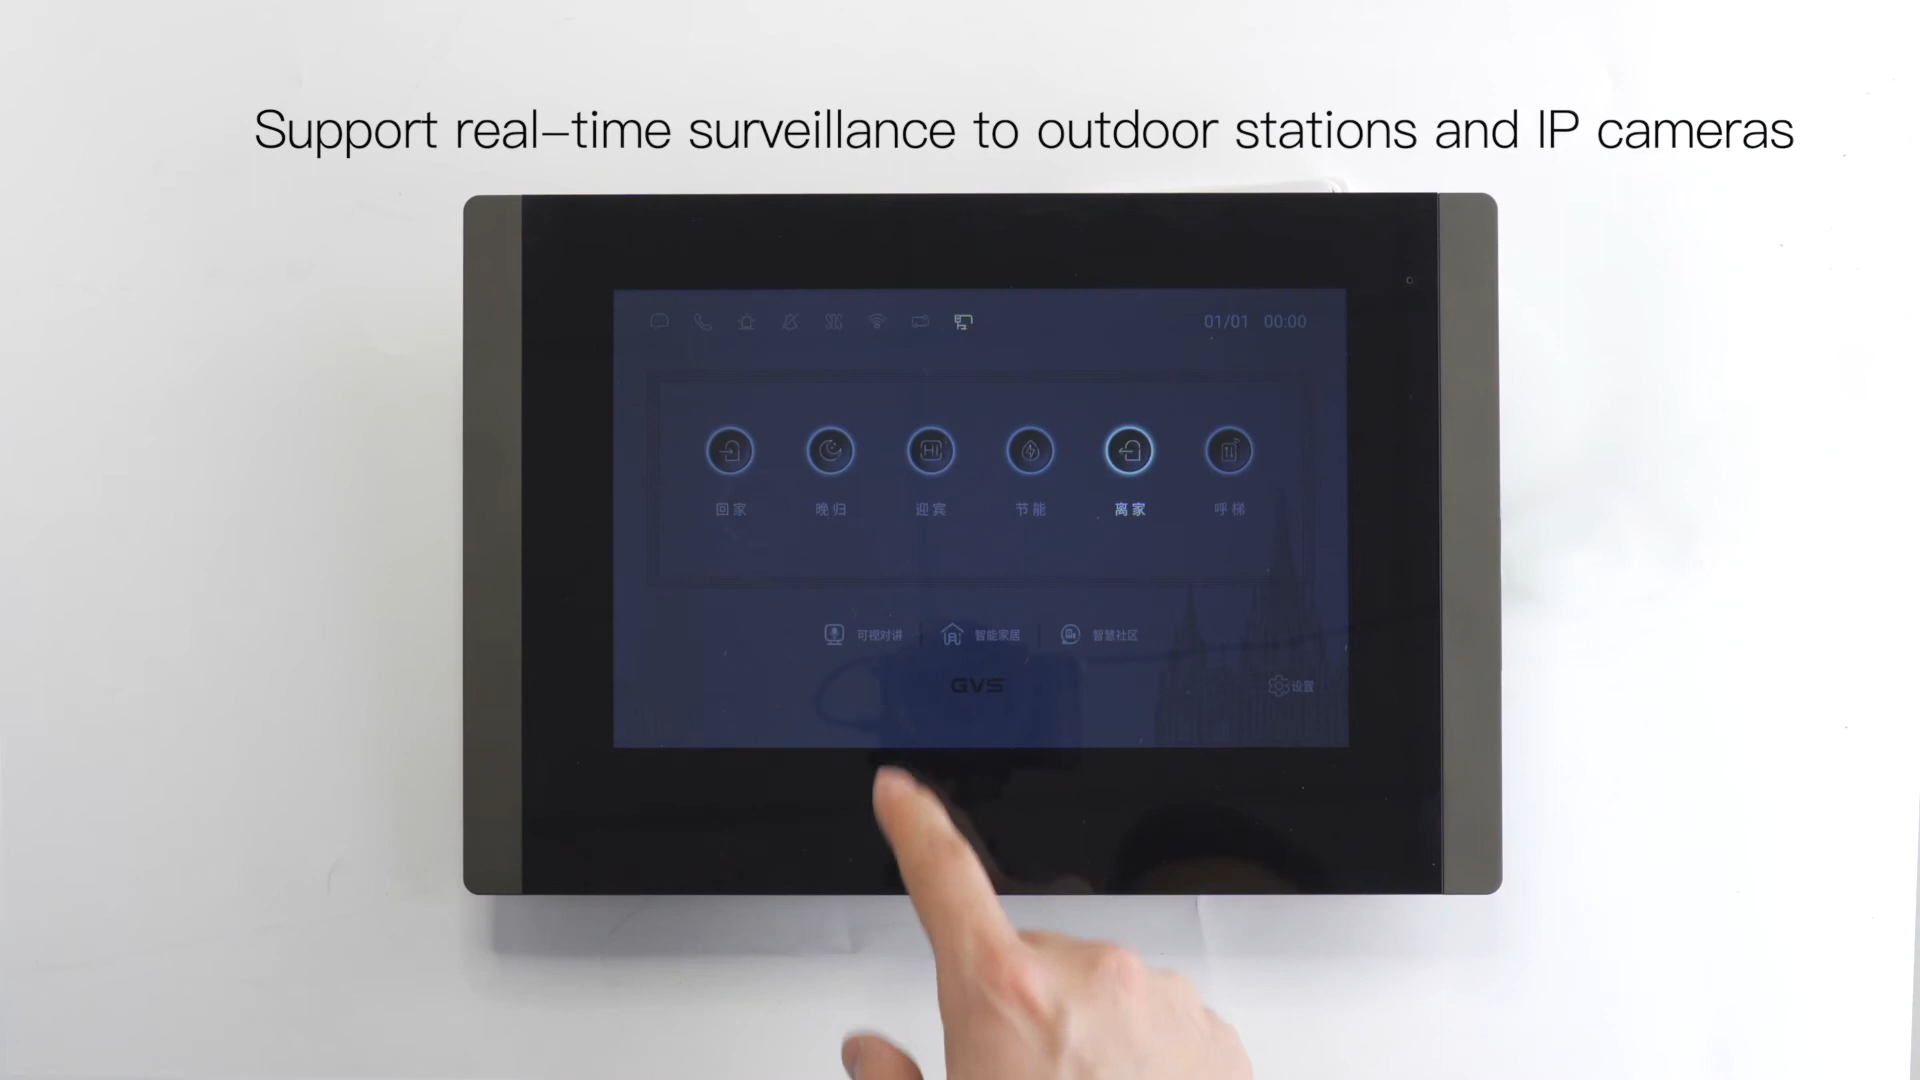 Support real-time surveillance to outdoor stations and IP cameras
SOS 01/01 00:00
HI
回家 晚归 迎宾 节能 离家 呼梯
可视对讲 智能家居 智慧社区
GVS 设置